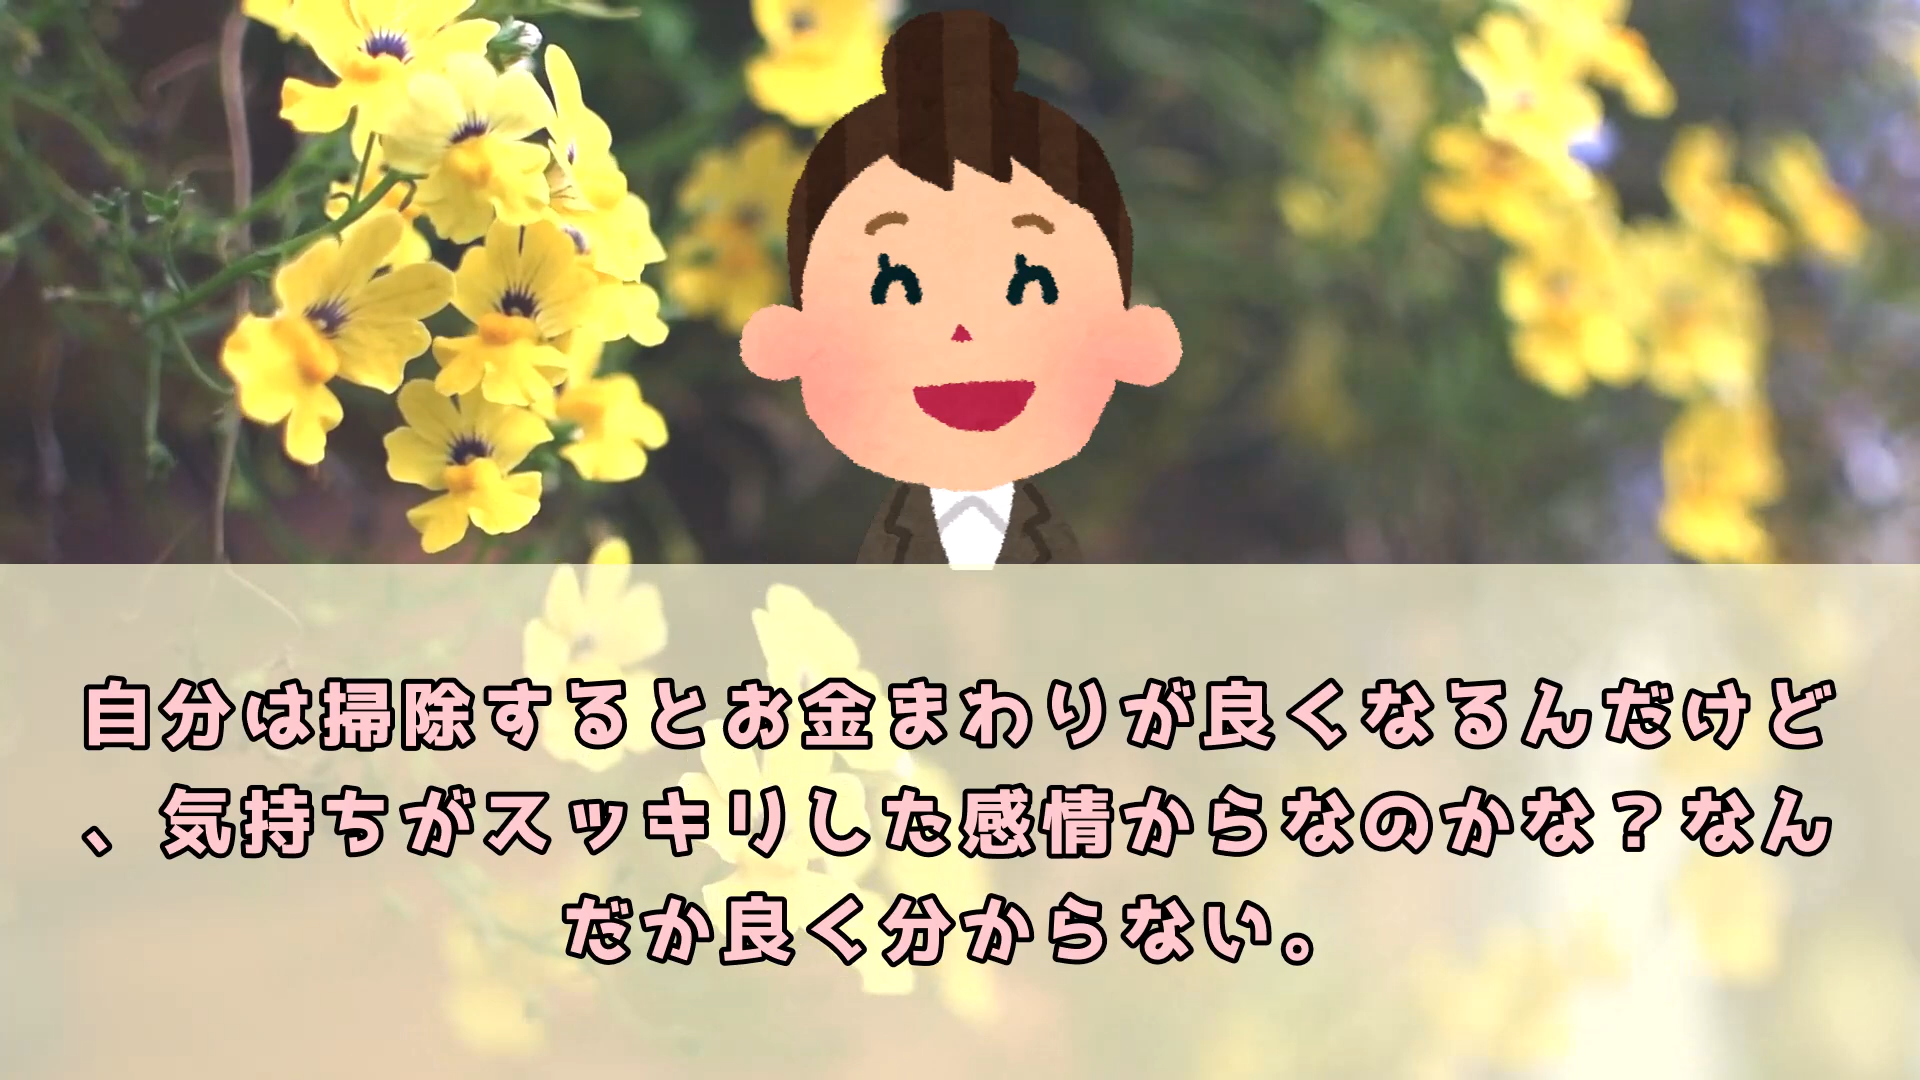 自分は掃除するとお金まわりが良くなるんだけど
、気持ちがスッキリした感情からなのかな？なん
だか良く分からない。